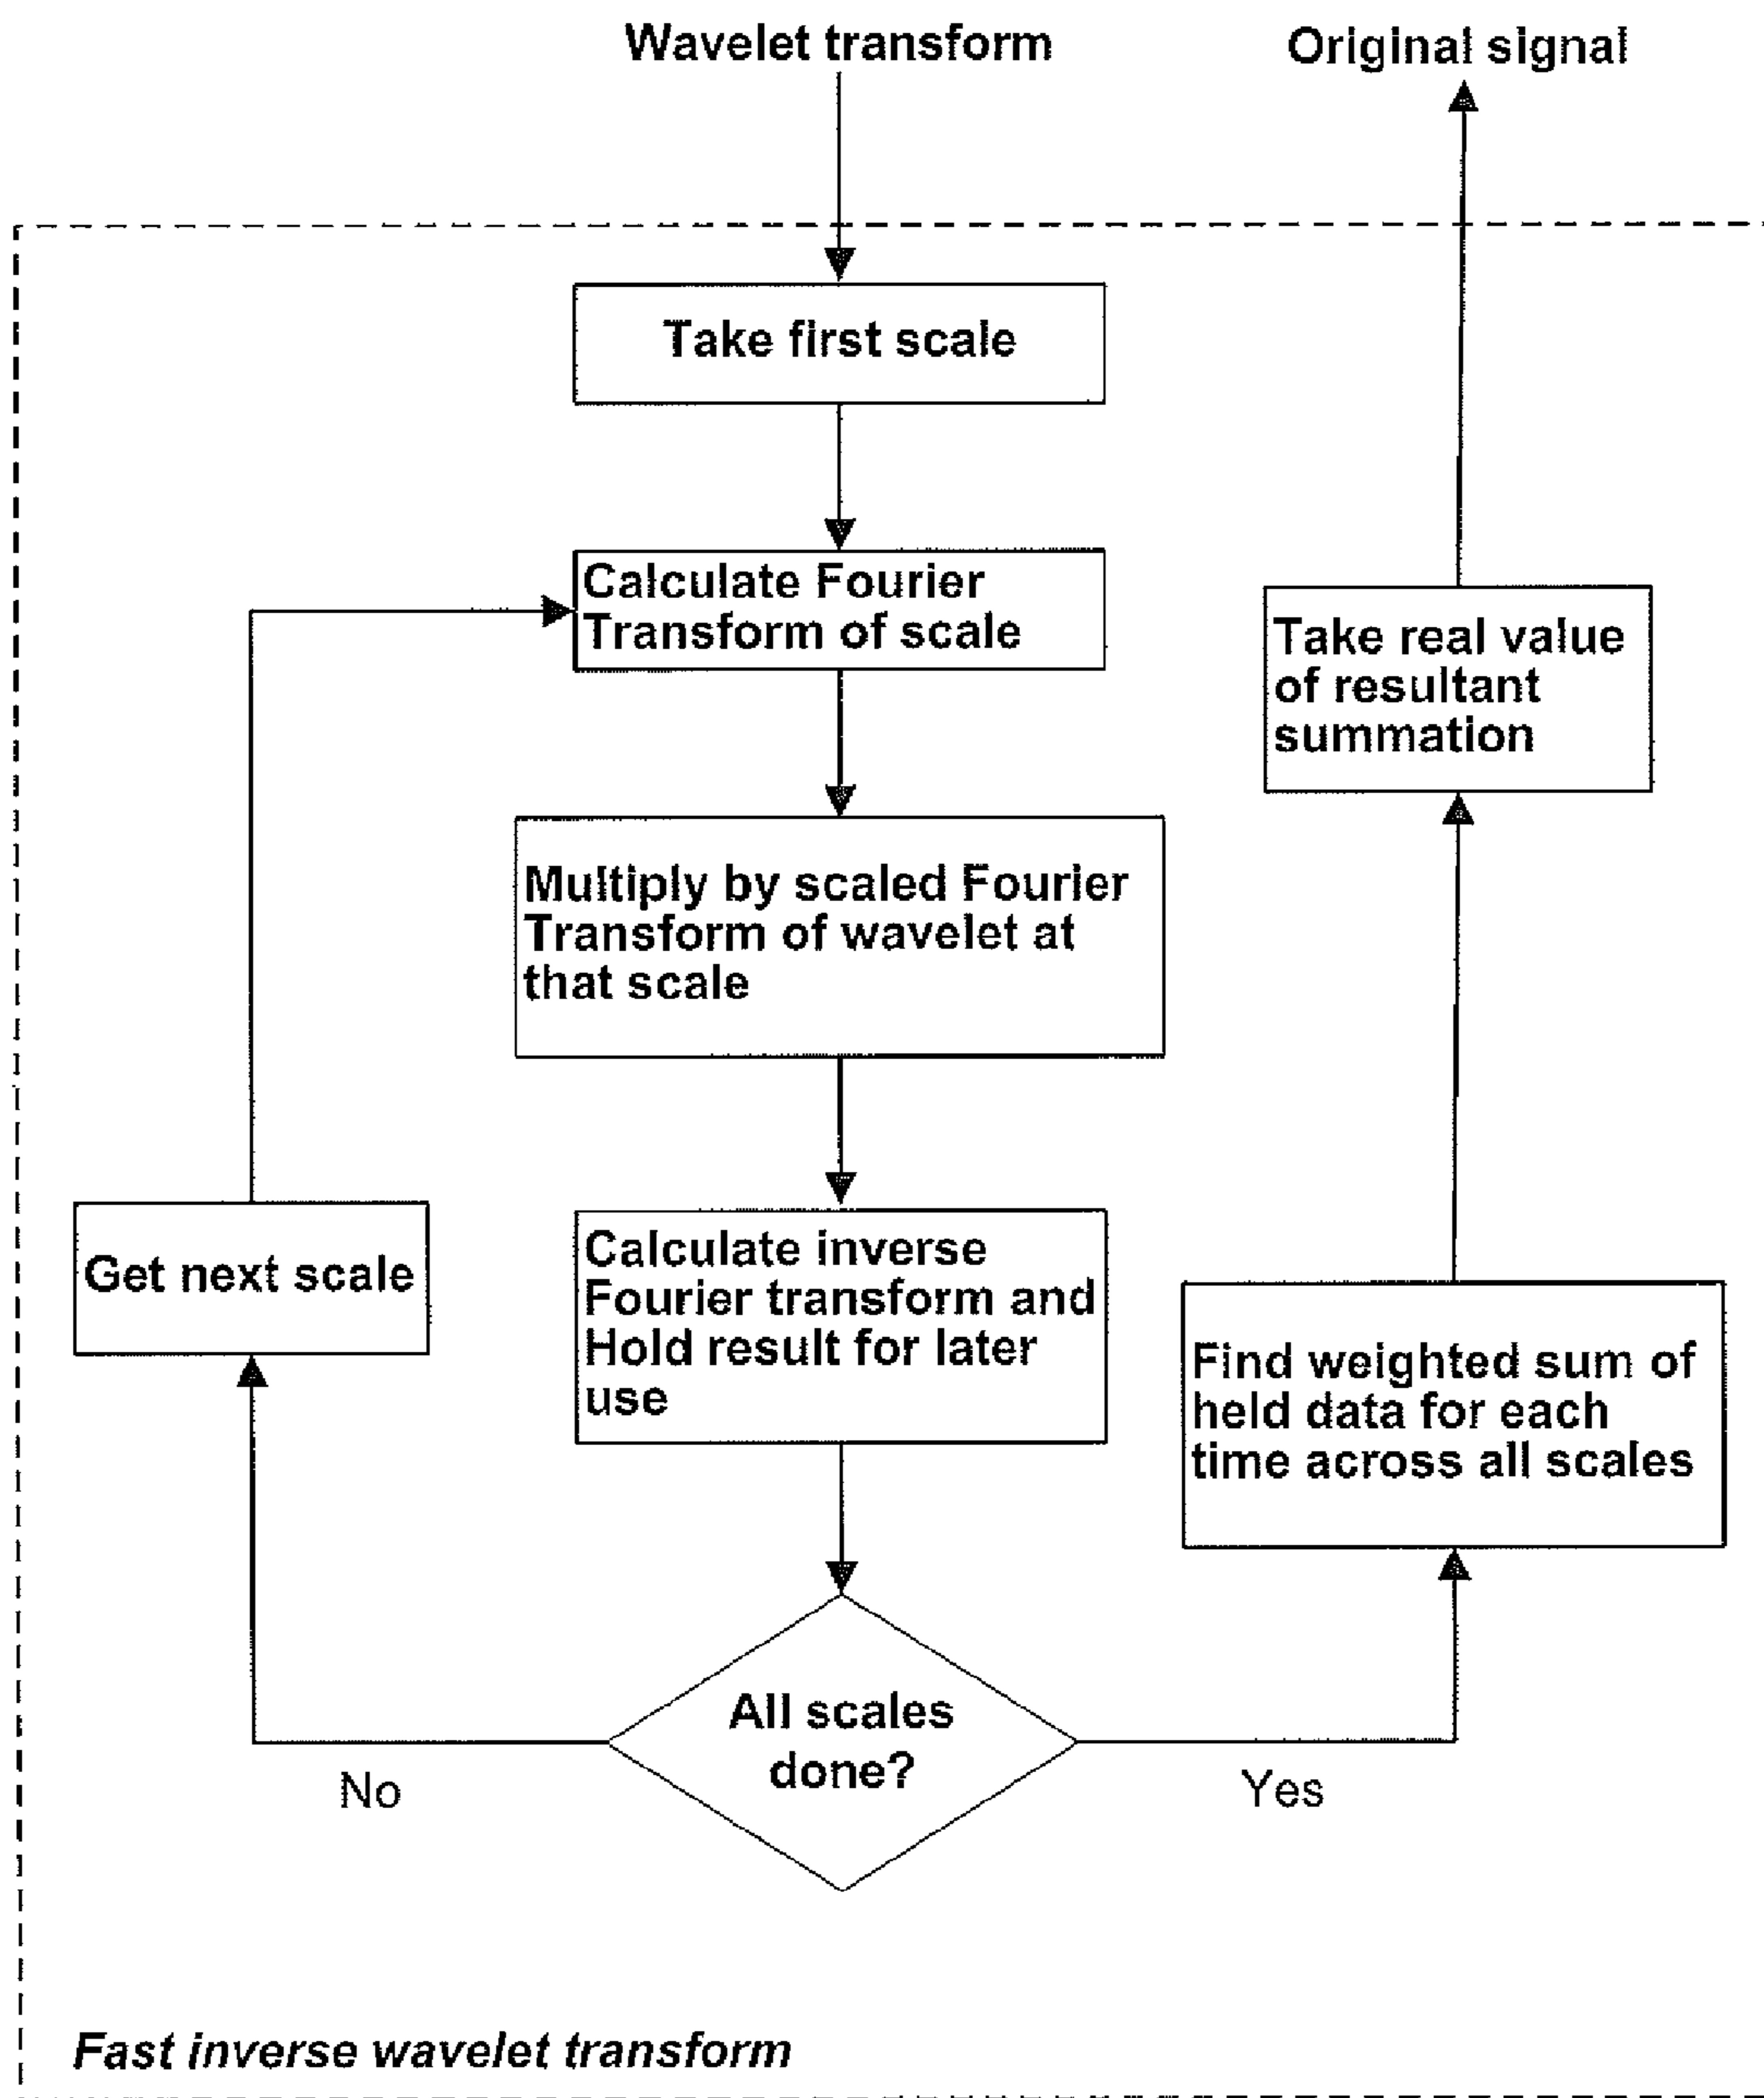 Wavelet transform
Original signal
Take first scale
Calculate Fourier
Transform of scale
Take real value
of resultant
summation
Multiply by scaled Fourier
Transform of wavelet at
that scale
Get next scale
Calculate inverse
Fourier transform and
Hold result for later
use
Find weighted sum of
held data for each
time across all scales
All scales
done?
No
Yes
Fast inverse wavelet transform